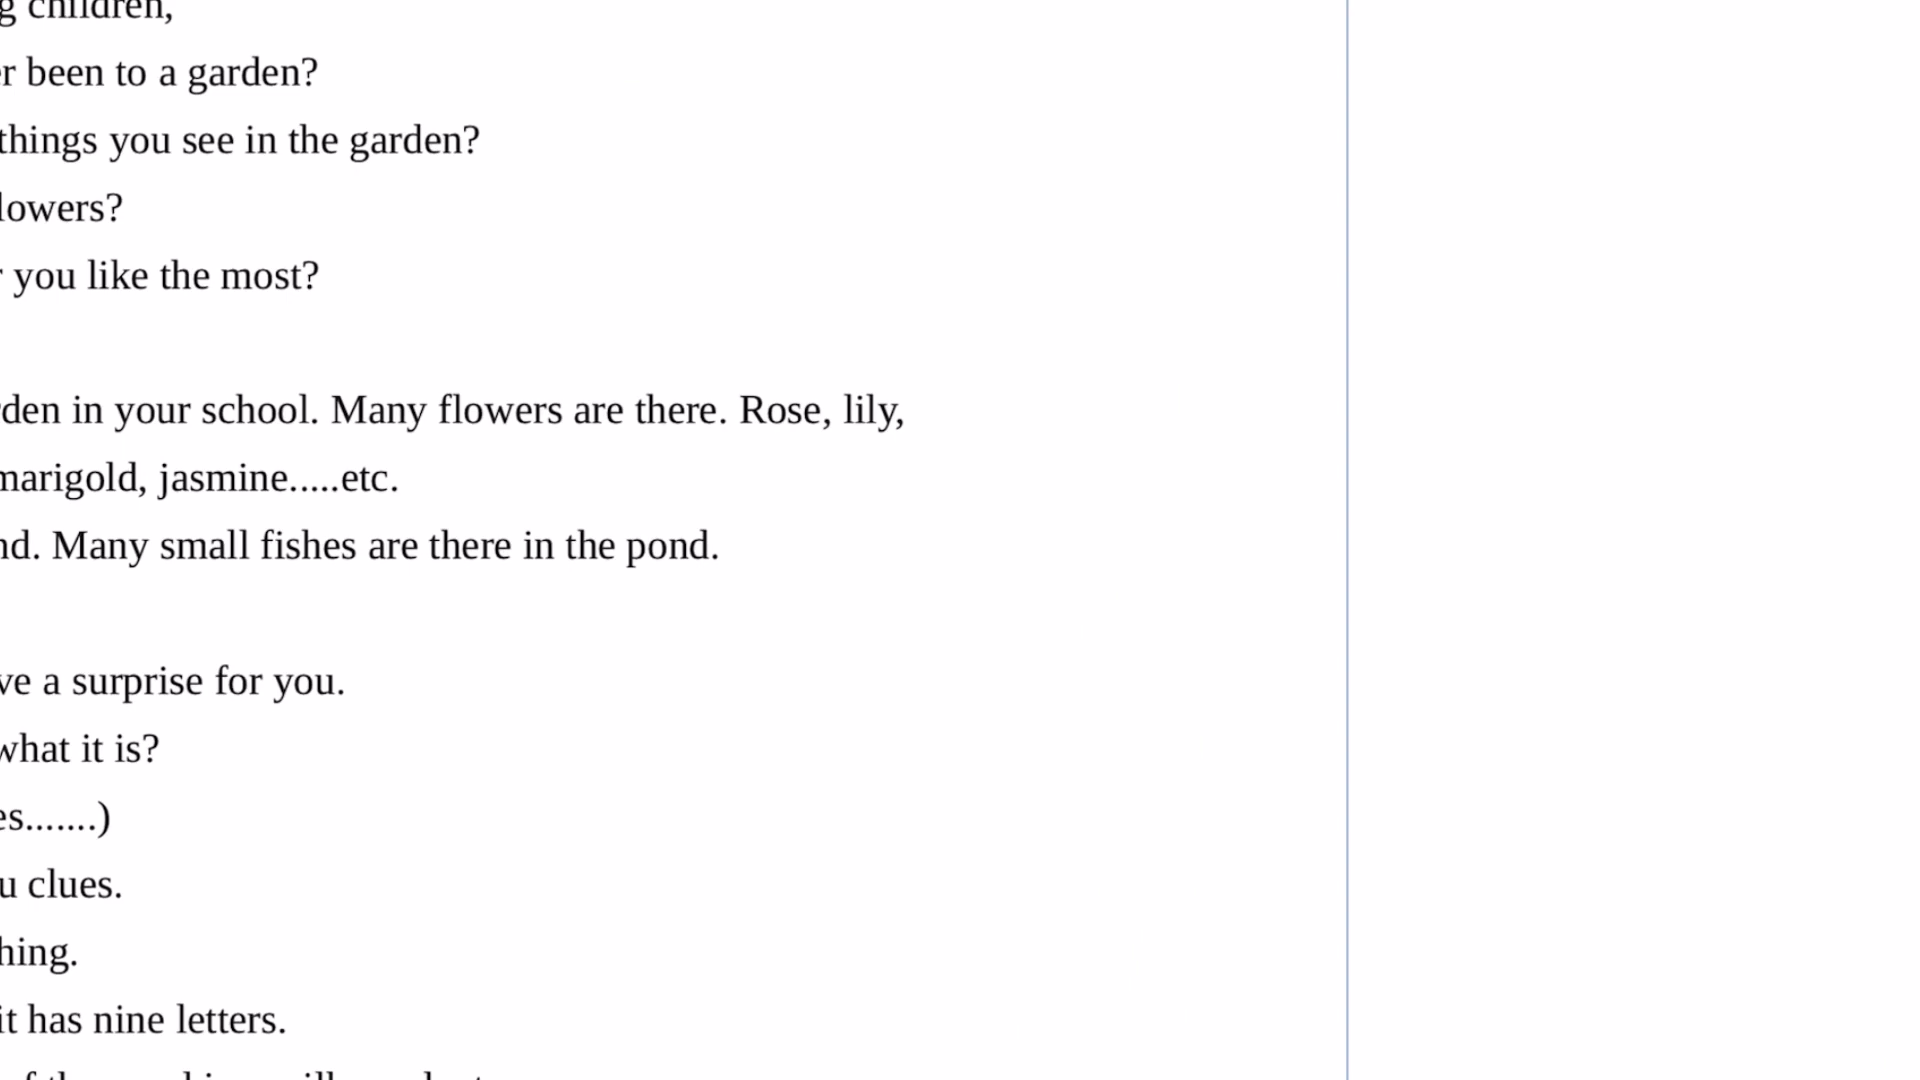 children,
been to a garden?
things you see in the garden?
lowers?
you like the most?
den in your school. Many flowers are there. Rose, lily,
marigold, jasmine.....etc.
nd. Many small fishes are there in the pond.
ve a surprise for you.
what it is?
es.......)
u clues.
hing.
it has nine letters.